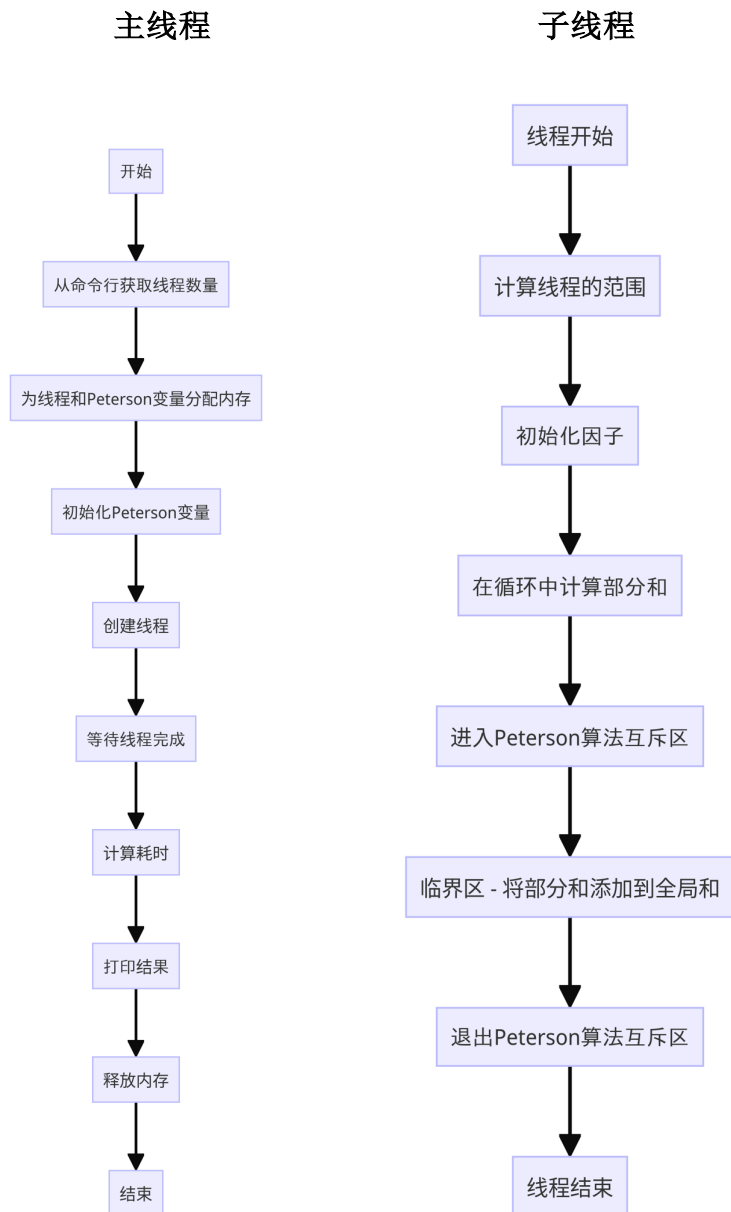 主线程
开始
从命令行获取线程数量
为线程和Peterson变量分配内存
初始化Peterson变量
创建线程
等待线程完成
计算耗时
打印结果
释放内存
结束
子线程
线程开始
计算线程的范围
初始化因子
在循环中计算部分和
进入Peterson算法互斥区
临界区 - 将部分和添加到全局和
退出Peterson算法互斥区
线程结束